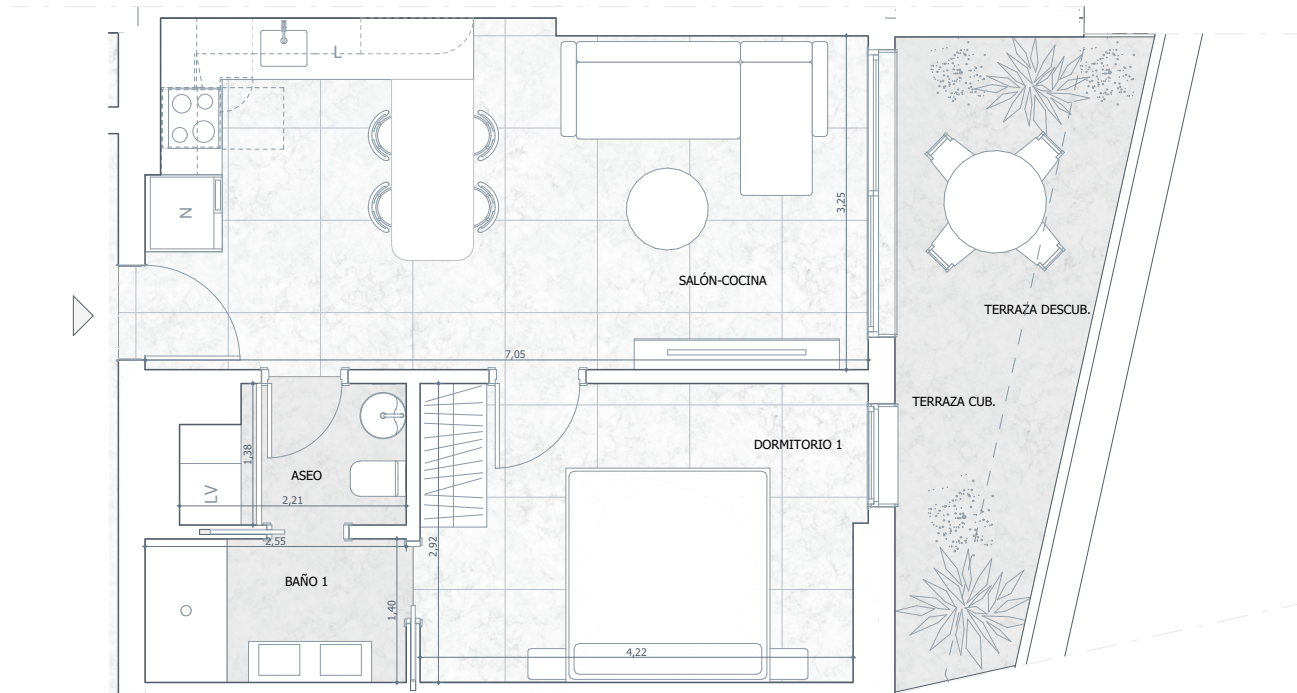 L
N
3,25
SALÓN-COCINA
TERRAZA DESCUB.
7,05
TERRAZA CUB.
DORMITORIO 1
1,38
ASEO
LV
2,21
2,55
2,92
BAÑO 1
1,40
4,22